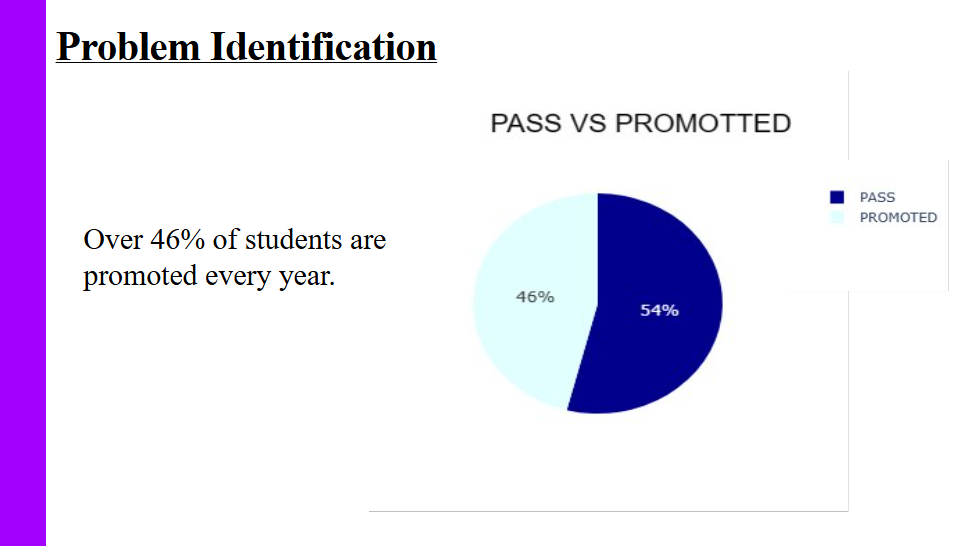 Problem Identification
PASS VS PROMOTTED
PASS
PROMOTED
Over 46% of students are
promoted every year.
46%
54%